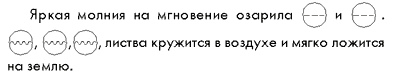 Яркая молния на мгновение озарила и .
, , , листва кружится в воздухе и мягко ложится
на землю.